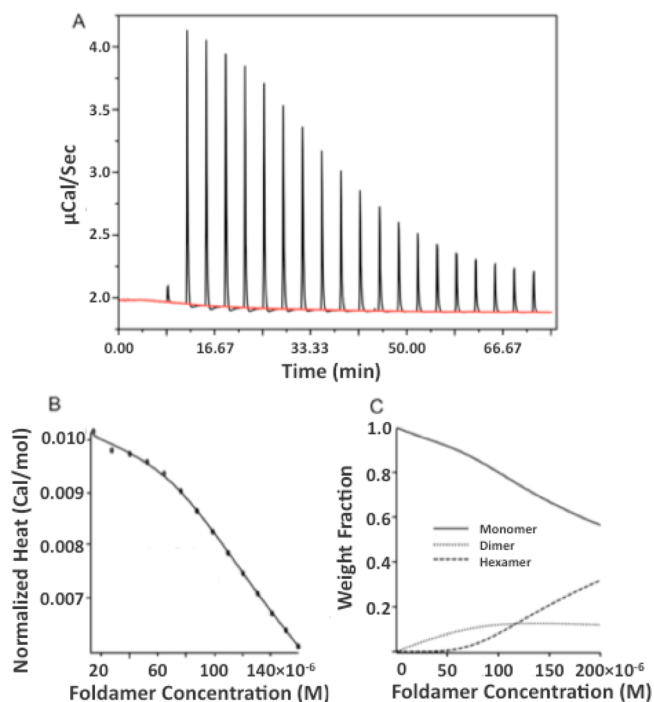 A
4.0
3.5
3.0
2.5
2.0
µCal/Sec
0.00 16.67 33.33 50.00 66.67
Time (min)
B
0.010
0.009
0.008
0.007
Normalized Heat (Cal/mol)
20 60 100 140×10⁻⁶
Foldamer Concentration (M)
C
1.0
0.8
0.6
0.4
0.2
Weight Fraction
Monomer
Dimer
Hexamer
0 50 100 150 200×10⁻⁶
Foldamer Concentration (M)